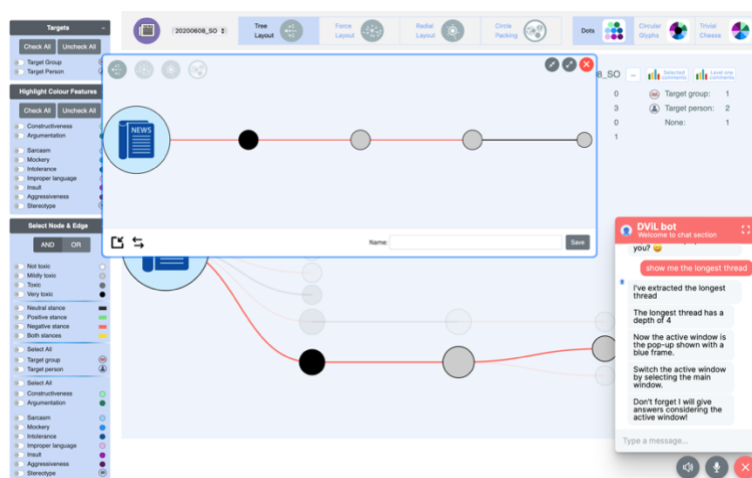 Targets –
Check All Uncheck All
Target Group
Target Person
Highlight Colour Features
Check All Uncheck All
Constructiveness
Argumentation
Sarcasm
Mockery
Intolerance
Improper language
Insult
Aggressiveness
Stereotype
Select Node & Edge
AND OR
Not toxic
Mildly toxic
Toxic
Very toxic
Neutral stance
Positive stance
Negative stance
Both stances
Select All
Target group
Target person
Select All
Constructiveness
Argumentation
Sarcasm
Mockery
Intolerance
Improper language
Insult
Aggressiveness
Stereotype
20200608_SO
Tree Layout
Force Layout
Radial Layout
Circle Packing
Dots
Circular Glyphs
Trivial Cheese
NEWS
Name:
Save
8_SO –
Selected comments
Level one comments
0 Target group: 1
3 Target person: 2
0 None: 1
1
DViL bot
Welcome to chat section
you?
show me the longest thread
I've extracted the longest
thread
The longest thread has a
depth of 4
Now the active window is
the pop-up shown with a
blue frame.
Switch the active window
by selecting the main
window.
Don't forget I will give
answers considering the
active window!
Type a message...